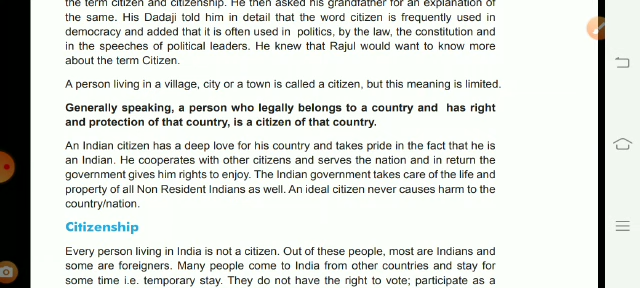 the term citizen and citizenship. He then asked his grandfather for an explanation of
the same. His Dadaji told him in detail that the word citizen is frequently used in
democracy and added that it is often used in politics, by the law, the constitution and
in the speeches of political leaders. He knew that Rajul would want to know more
about the term Citizen.
A person living in a village, city or a town is called a citizen, but this meaning is limited.
Generally speaking, a person who legally belongs to a country and has right
and protection of that country, is a citizen of that country.
An Indian citizen has a deep love for his country and takes pride in the fact that he is
an Indian. He cooperates with other citizens and serves the nation and in return the
government gives him rights to enjoy. The Indian government takes care of the life and
property of all Non Resident Indians as well. An ideal citizen never causes harm to the
country/nation.
Citizenship
Every person living in India is not a citizen. Out of these people, most are Indians and
some are foreigners. Many people come to India from other countries and stay for
some time i.e. temporary stay. They do not have the right to vote; participate as a